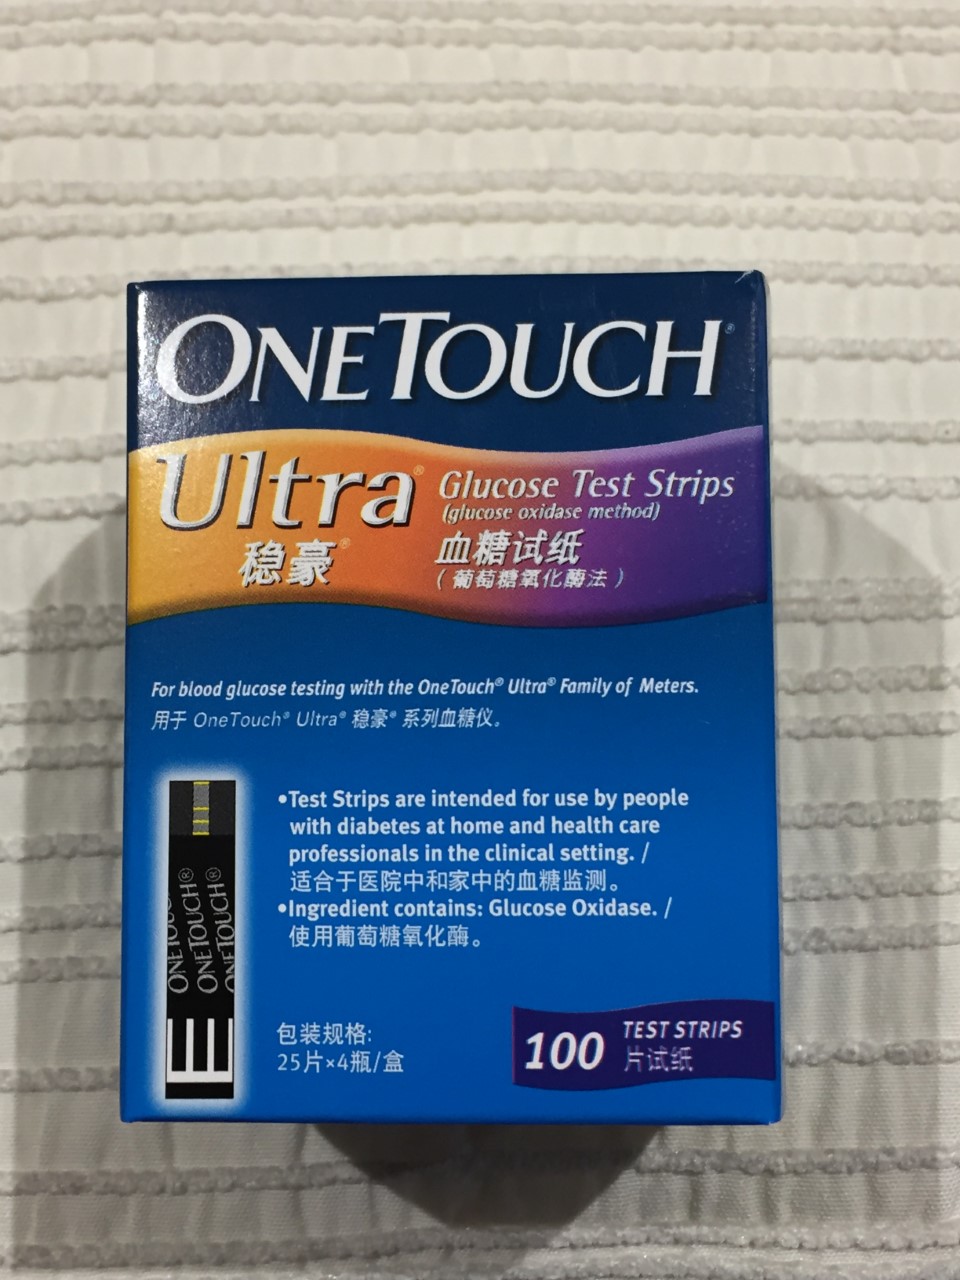 ONETOUCH®
Ultra®
稳豪®
Glucose Test Strips
(glucose oxidase method)
血糖试纸
(葡萄糖氧化酶法)
For blood glucose testing with the OneTouch® Ultra® Family of Meters.
用于 OneTouch® Ultra® 稳豪® 系列血糖仪。
•Test Strips are intended for use by people
with diabetes at home and health care
professionals in the clinical setting. /
适合于医院中和家中的血糖监测。
•Ingredient contains: Glucose Oxidase. /
使用葡萄糖氧化酶。
ONETOUCH®
ONETOUCH®
ONETOUCH®
包装规格:
25片×4瓶/盒
100 TEST STRIPS
片试纸